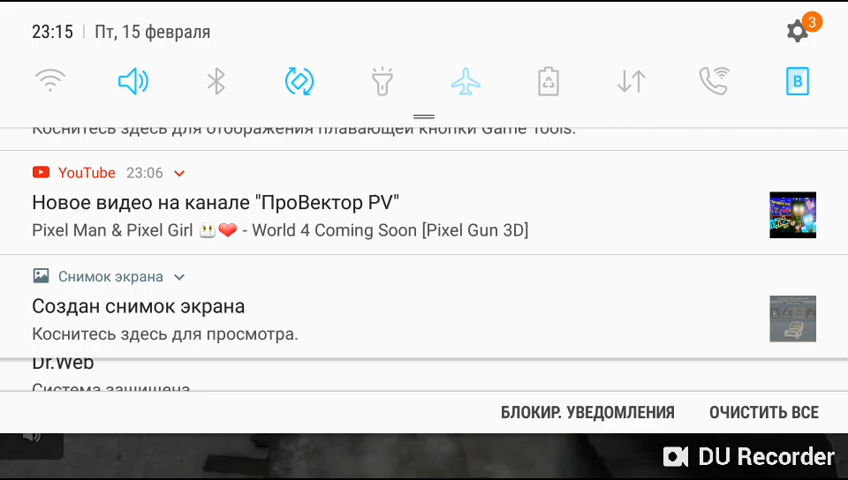 23:15 | Пт, 15 февраля
3
B
Коснитесь здесь для отображения плавающей кнопки Game Tools.
YouTube 23:06
Новое видео на канале "ПроВектор PV"
Pixel Man & Pixel Girl 😃❤️ - World 4 Coming Soon [Pixel Gun 3D]
Снимок экрана
Создан снимок экрана
Коснитесь здесь для просмотра.
Dr.Web
Система защищена
БЛОКИР. УВЕДОМЛЕНИЯ ОЧИСТИТЬ ВСЕ
DU Recorder